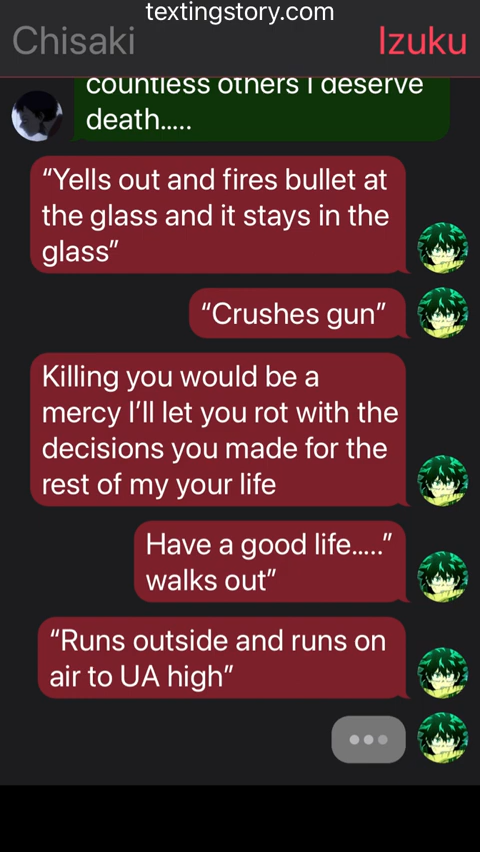 textingstory.com
Chisaki
Izuku
countless others I deserve
death.....
“Yells out and fires bullet at
the glass and it stays in the
glass”
“Crushes gun”
Killing you would be a
mercy I’ll let you rot with the
decisions you made for the
rest of my your life
Have a good life.....”
walks out”
“Runs outside and runs on
air to UA high”